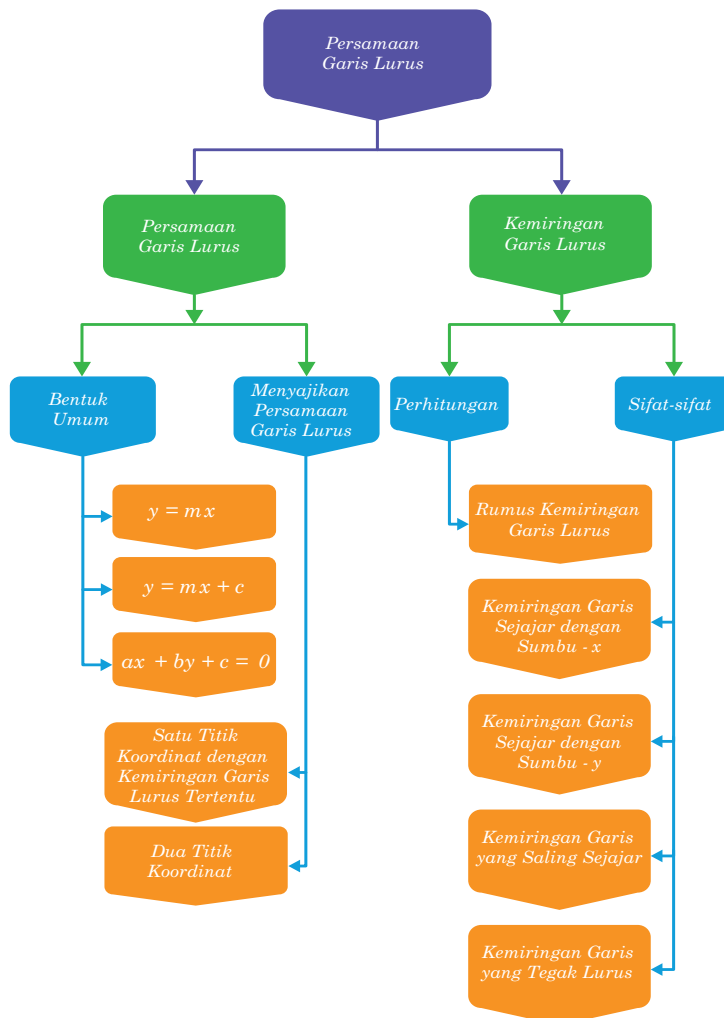 Persamaan
Garis Lurus
Persamaan
Garis Lurus
Kemiringan
Garis Lurus
Bentuk
Umum
Menyajikan
Persamaan
Garis Lurus
Perhitungan
Sifat-sifat
y = mx
y = mx + c
ax + by + c = 0
Satu Titik
Koordinat dengan
Kemiringan Garis
Lurus Tertentu
Dua Titik
Koordinat
Rumus Kemiringan
Garis Lurus
Kemiringan Garis
Sejajar dengan
Sumbu - x
Kemiringan Garis
Sejajar dengan
Sumbu - y
Kemiringan Garis
yang Saling Sejajar
Kemiringan Garis
yang Tegak Lurus